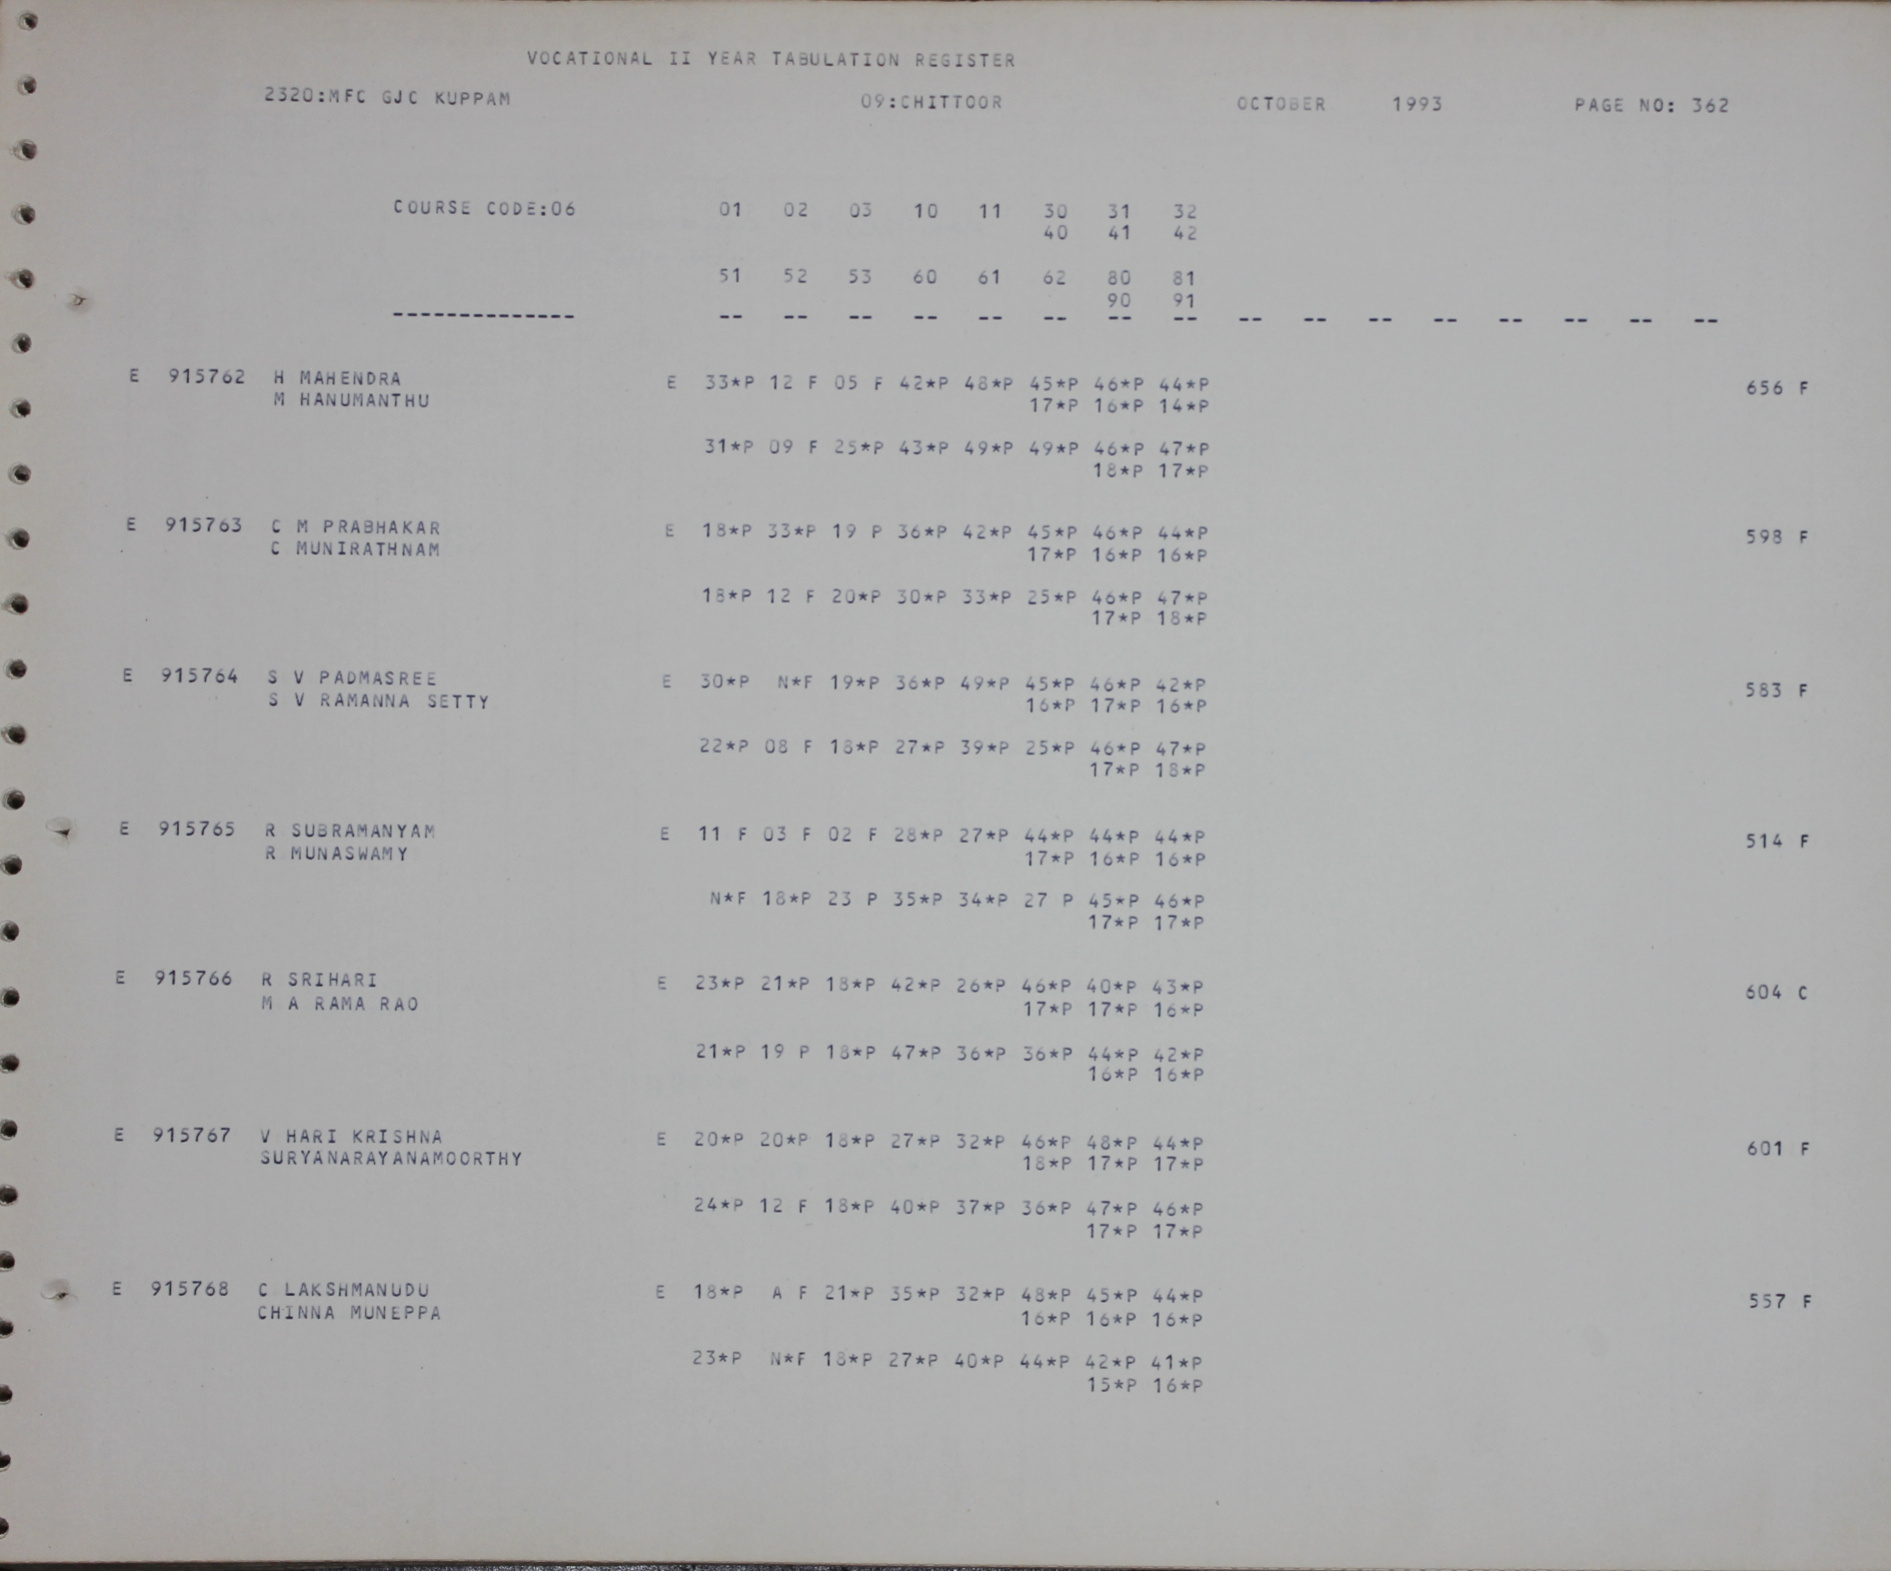 VOCATIONAL II YEAR TABULATION REGISTER
2320:MFC GJC KUPPAM 09:CHITTOOR OCTOBER 1993 PAGE NO: 362
COURSE CODE:06 01 02 03 10 11 30 31 32
40 41 42
51 52 53 60 61 62 80 81
90 91
-------------- -- -- -- -- -- -- -- -- -- -- -- -- -- -- -- --
E 915762 H MAHENDRA E 33*P 12 F 05 F 42*P 48*P 45*P 46*P 44*P 656 F
M HANUMANTHU 17*P 16*P 14*P
31*P 09 F 25*P 43*P 49*P 49*P 46*P 47*P
18*P 17*P
E 915763 C M PRABHAKAR E 18*P 33*P 19 P 36*P 42*P 45*P 46*P 44*P 598 F
C MUNIRATHNAM 17*P 16*P 16*P
18*P 12 F 20*P 30*P 33*P 25*P 46*P 47*P
17*P 18*P
E 915764 S V PADMASREE E 30*P N*F 19*P 36*P 49*P 45*P 46*P 42*P 583 F
S V RAMANNA SETTY 16*P 17*P 16*P
22*P 08 F 18*P 27*P 39*P 25*P 46*P 47*P
17*P 18*P
E 915765 R SUBRAMANYAM E 11 F 03 F 02 F 28*P 27*P 44*P 44*P 44*P 514 F
R MUNASWAMY 17*P 16*P 16*P
N*F 18*P 23 P 35*P 34*P 27 P 45*P 46*P
17*P 17*P
E 915766 R SRIHARI E 23*P 21*P 18*P 42*P 26*P 46*P 40*P 43*P 604 C
M A RAMA RAO 17*P 17*P 16*P
21*P 19 P 18*P 47*P 36*P 36*P 44*P 42*P
16*P 16*P
E 915767 V HARI KRISHNA E 20*P 20*P 18*P 27*P 32*P 46*P 48*P 44*P 601 F
SURYANARAYANAMOORTHY 18*P 17*P 17*P
24*P 12 F 18*P 40*P 37*P 36*P 47*P 46*P
17*P 17*P
E 915768 C LAKSHMANUDU E 18*P A F 21*P 35*P 32*P 48*P 45*P 44*P 557 F
CHINNA MUNEPPA 16*P 16*P 16*P
23*P N*F 18*P 27*P 40*P 44*P 42*P 41*P
15*P 16*P